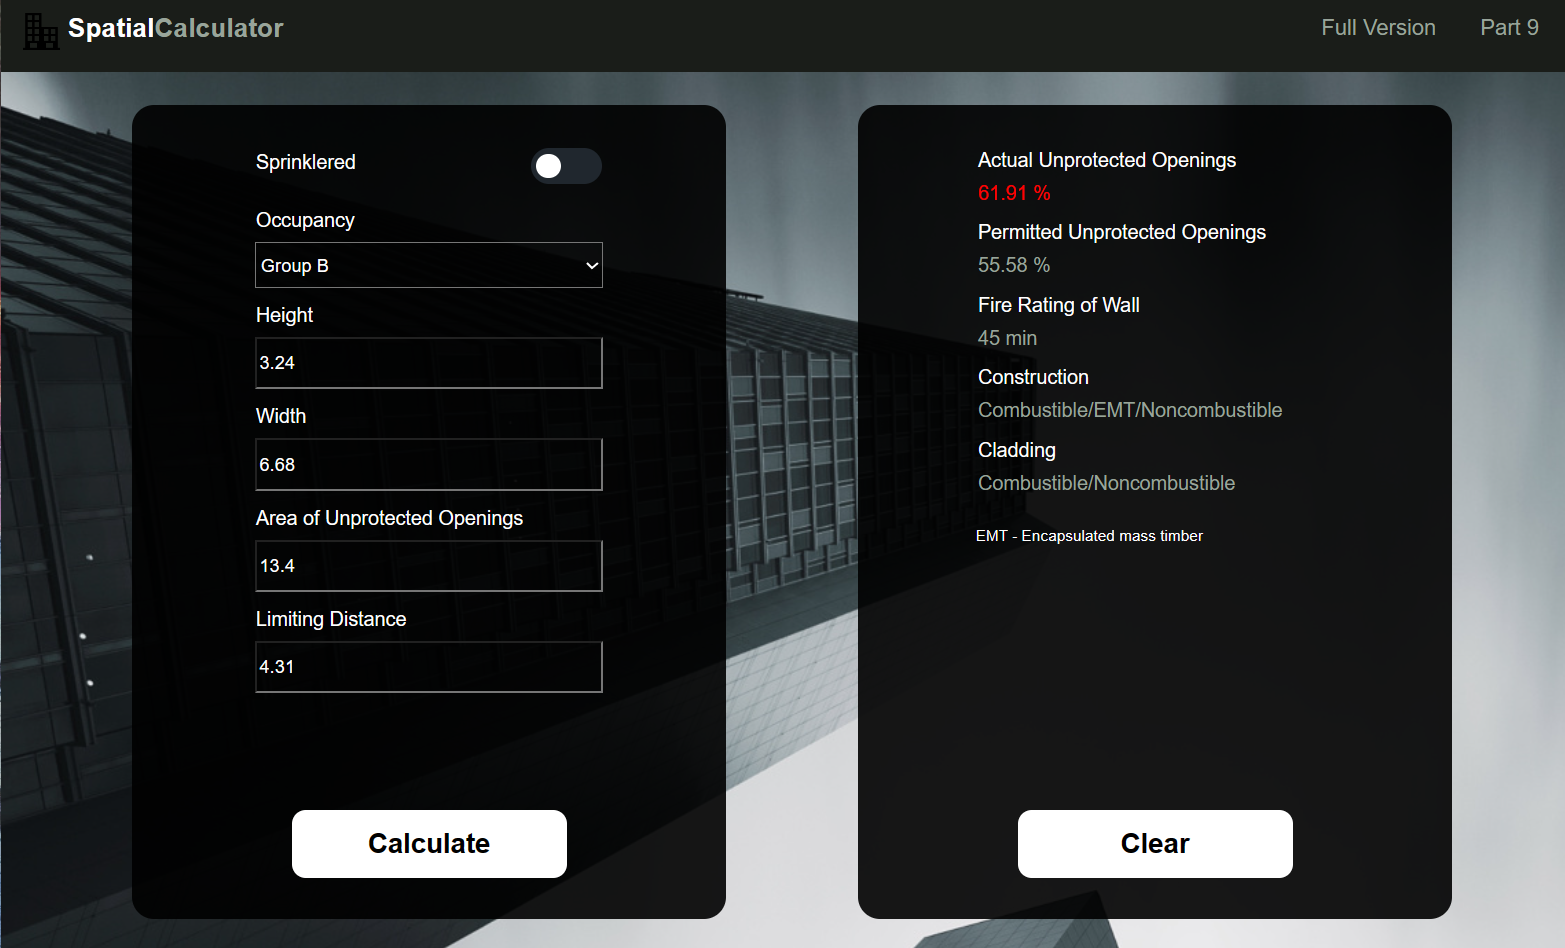 SpatialCalculator
Full Version
Part 9
Sprinklered
Occupancy
Group B
Height
3.24
Width
6.68
Area of Unprotected Openings
13.4
Limiting Distance
4.31
Calculate
Actual Unprotected Openings
61.91 %
Permitted Unprotected Openings
55.58 %
Fire Rating of Wall
45 min
Construction
Combustible/EMT/Noncombustible
Cladding
Combustible/Noncombustible
EMT - Encapsulated mass timber
Clear